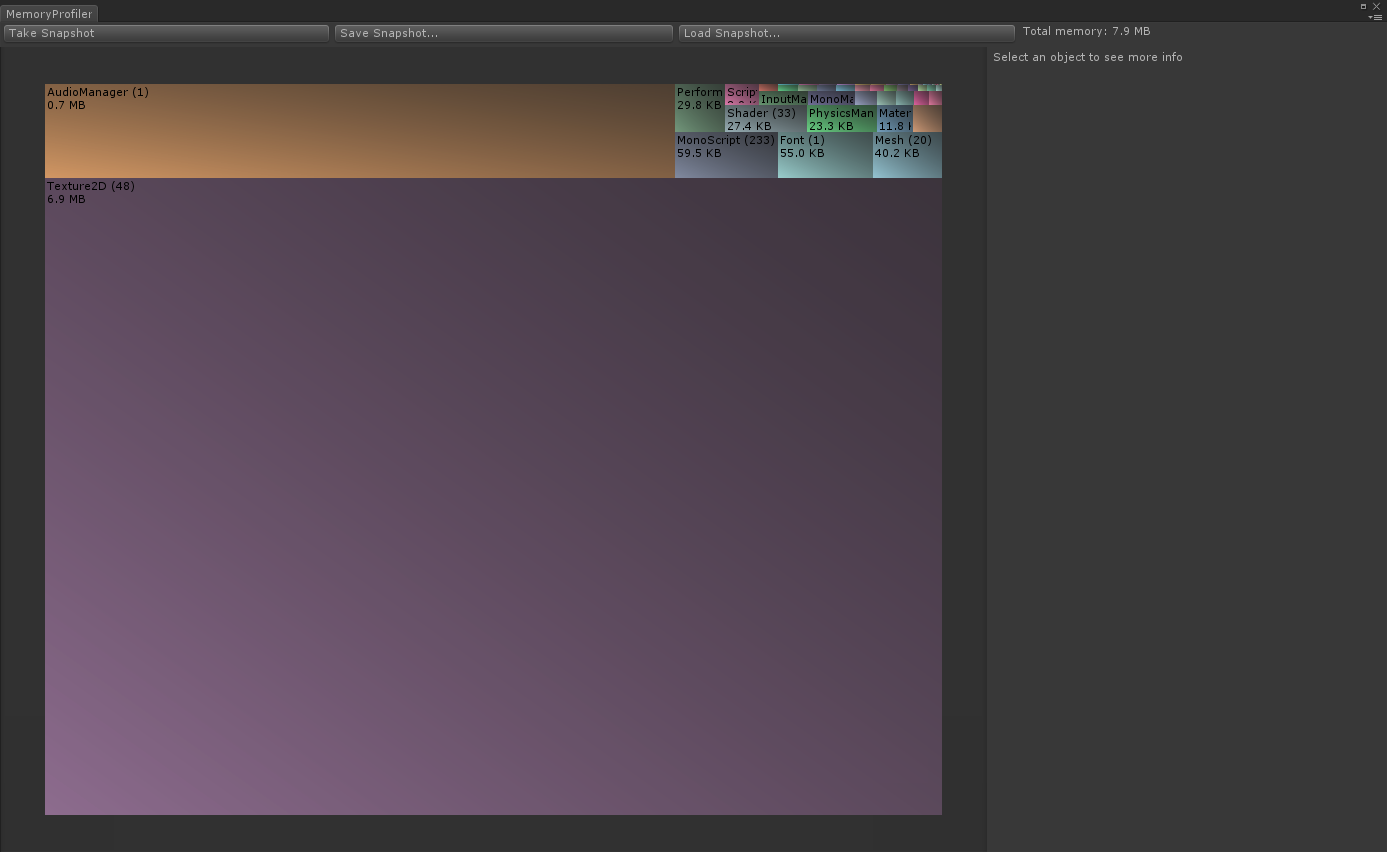 MemoryProfiler
Take Snapshot
Save Snapshot...
Load Snapshot...
Total memory: 7.9 MB
Select an object to see more info
AudioManager (1)
0.7 MB
Perform
29.8 KB
Scrip
InputMa
MonoMa
Shader (33)
27.4 KB
PhysicsMan
23.3 KB
Mater
11.8
MonoScript (233)
59.5 KB
Font (1)
55.0 KB
Mesh (20)
40.2 KB
Texture2D (48)
6.9 MB